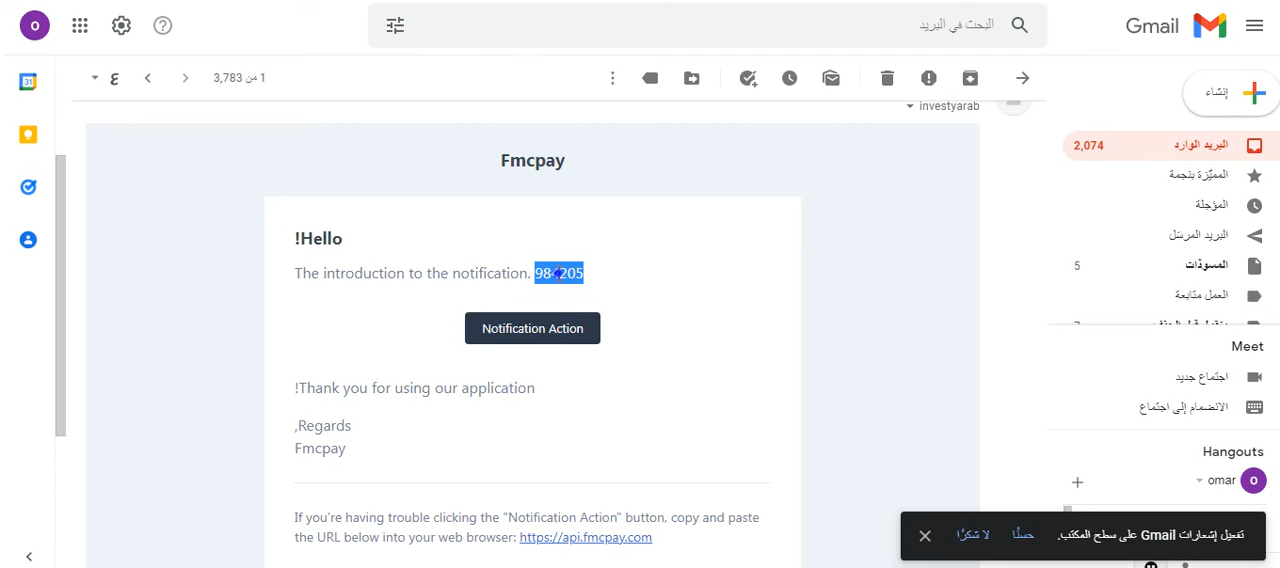 o
البحث في البريد
Gmail
ع
1 من 3,783
إنشاء
investyarab
البريد الوارد
2,074
المميَّزة بنجمة
المؤجلة
البريد المرسَل
المسودّات
5
العمل متابعة
Fmcpay
!Hello
The introduction to the notification.
Notification Action
!Thank you for using our application
,Regards
Fmcpay
If you're having trouble clicking the "Notification Action" button, copy and paste
the URL below into your web browser: https://api.fmcpay.com
Meet
اجتماع جديد
الانضمام إلى اجتماع
Hangouts
omar
o
تفعيل إشعارات Gmail على سطح المكتب.
حسنًا
لا شكرًا